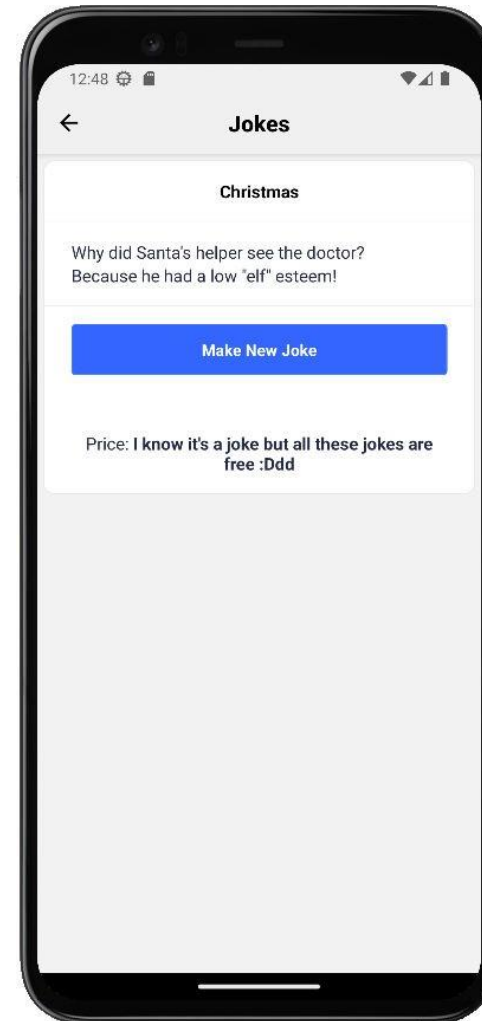 12:48
Jokes
Christmas
Why did Santa's helper see the doctor?
Because he had a low "elf" esteem!
Make New Joke
Price: I know it's a joke but all these jokes are
free :Ddd